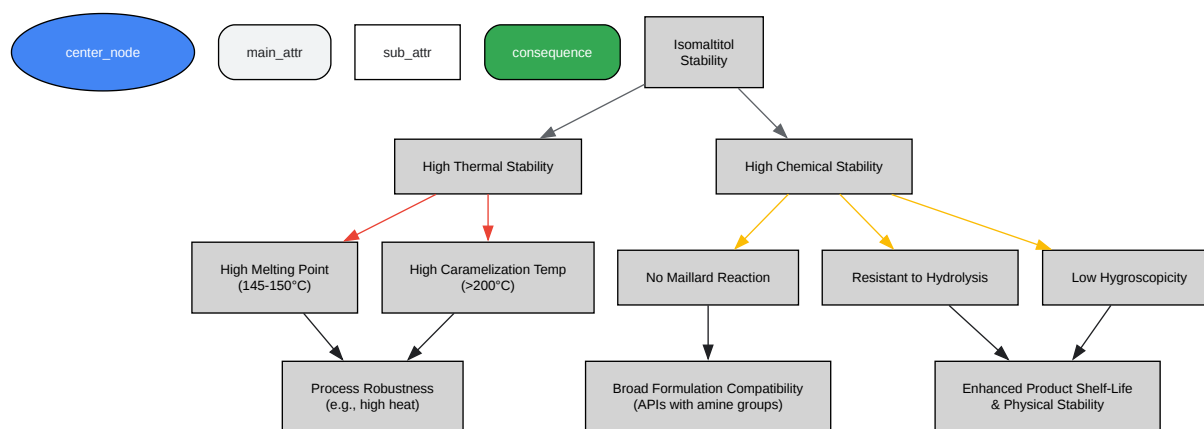 center_node
main_attr
sub_attr
consequence
Isomaltitol
Stability
High Thermal Stability
High Chemical Stability
High Melting Point
(145-150°C)
High Caramelization Temp
(>200°C)
No Maillard Reaction
Resistant to Hydrolysis
Low Hygroscopicity
Process Robustness
(e.g., high heat)
Broad Formulation Compatibility
(APIs with amine groups)
Enhanced Product Shelf-Life
& Physical Stability